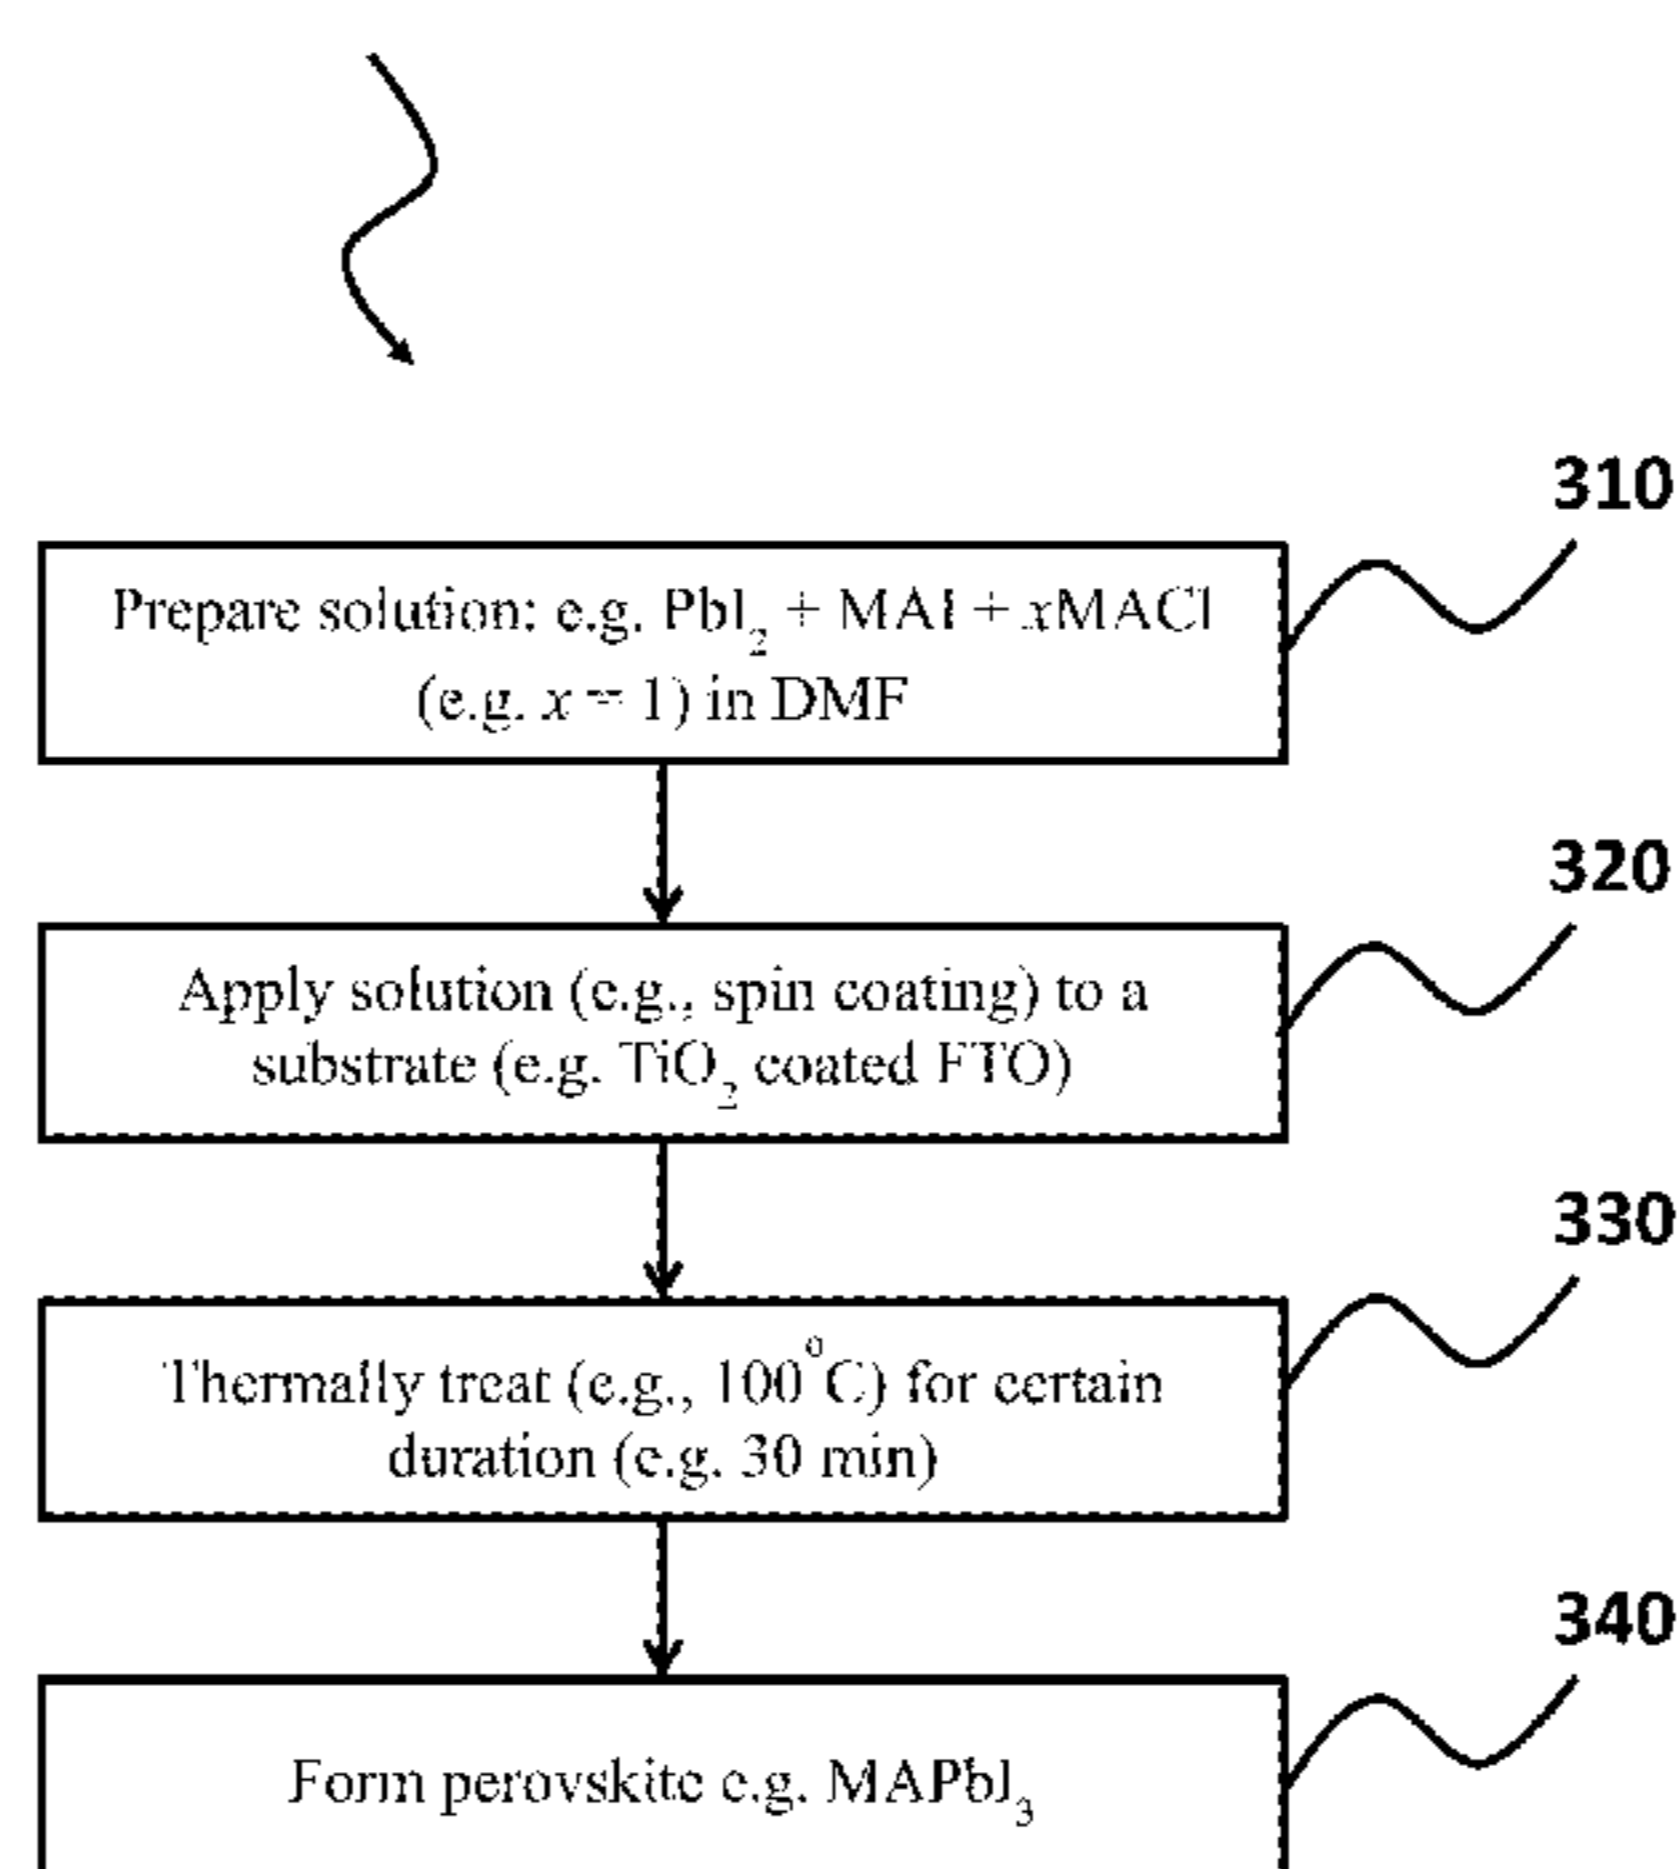 310
Prepare solution: e.g. PbI₂ + MAI + xMACl
(e.g. x = 1) in DMF
320
Apply solution (e.g., spin coating) to a
substrate (e.g. TiO₂ coated FTO)
330
Thermally treat (e.g., 100°C) for certain
duration (e.g. 30 min)
340
Form perovskite e.g. MAPbI₃